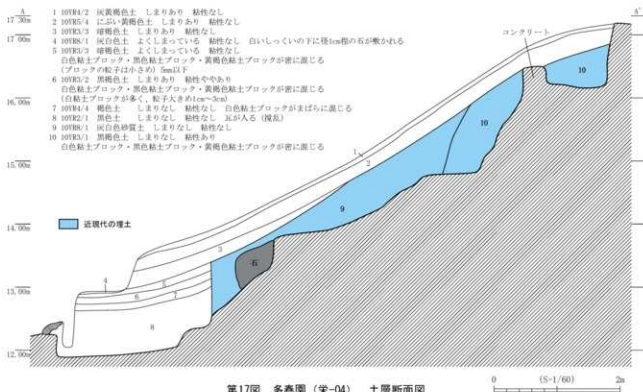 A
A'
17.30m
17.00m
16.00m
15.00m
14.00m
13.00m
12.00m
1 10YR4/2 灰黄褐色土 しまりあり 粘性なし
2 10YR5/4 にぶい黄褐色土 しまりあり 粘性なし
3 10YR3/3 暗褐色土 しまりあり 粘性なし
4 10YR8/1 灰白色土 よくしまっている 粘性なし 白いしっくいの下に径1cm程の石が敷かれる
5 10YR3/3 暗褐色土 よくしまっている 粘性なし
白色粘土ブロック・黒色粘土ブロック・黄褐色粘土ブロックが密に混じる
(ブロックの粒子は小さめ) 5mm以下
6 10YR3/2 黒褐色土 しまりあり 粘性ややあり
白色粘土ブロック・黒色粘土ブロック・黄褐色粘土ブロックが密に混じる
(白粘土ブロックが多く、粒子大きめ1cm～3cm)
7 10YR4/4 褐色土 しまりなし 粘性なし 白色粘土ブロックがまばらに混じる
8 10YR2/1 黒色土 しまりなし 粘性なし 瓦が入る (攪乱)
9 10YR8/1 灰白色砂質土 しまりなし 粘性なし
10 10YR3/1 黒褐色土 しまりなし 粘性あり
白色粘土ブロック・黒色粘土ブロック・黄褐色粘土ブロックが密に混じる
コンクリート
10
10
1
2
9
近現代の埋土
3
石
4
5
6
7
8
第17図 多春園 (栄-04) 土層断面図
0 (S-1/60) 2m